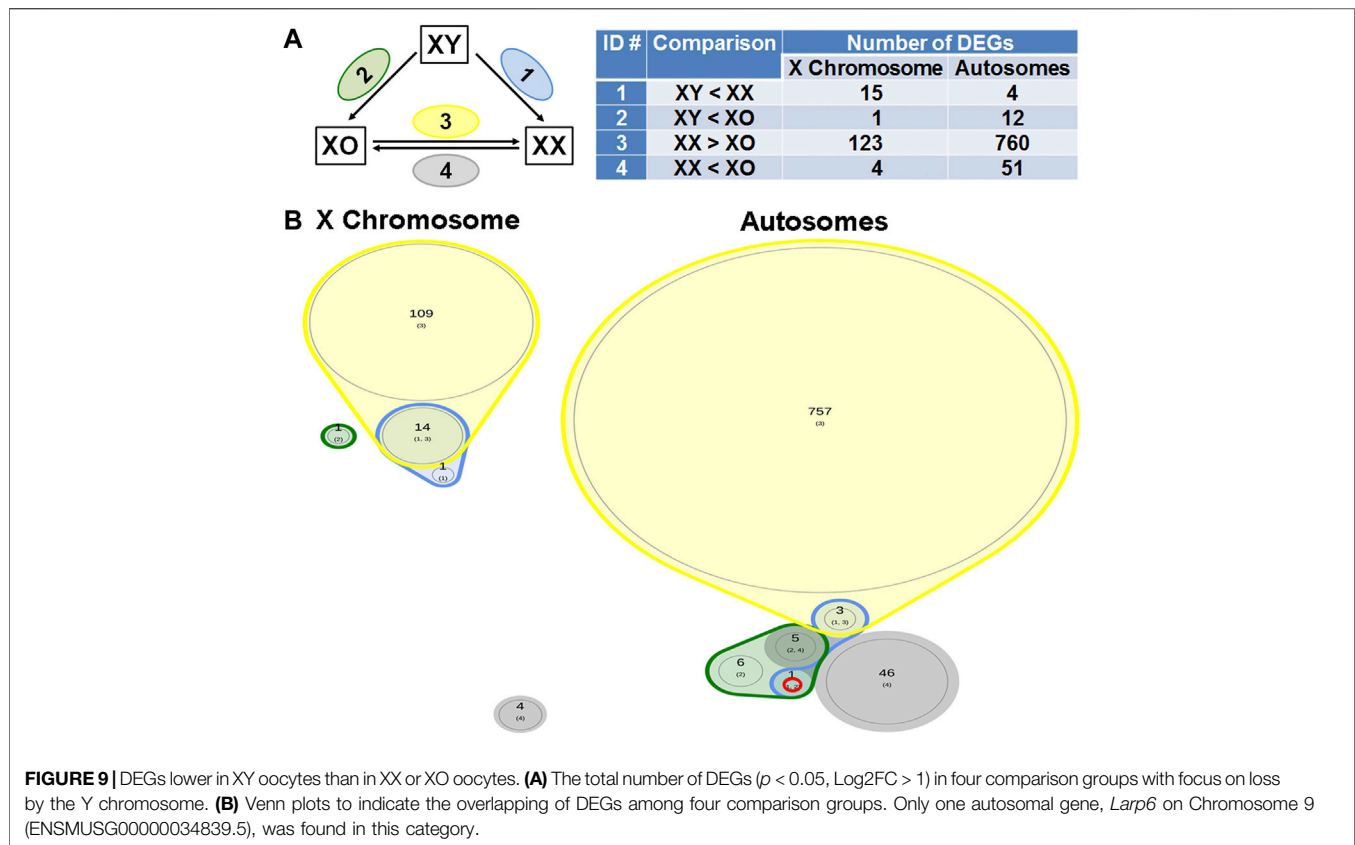 A
XY
2
1
XO
3
4
XX
ID # Comparison Number of DEGs
X Chromosome Autosomes
1 XY < XX 15 4
2 XY < XO 1 12
3 XX > XO 123 760
4 XX < XO 4 51
B X Chromosome
Autosomes
109
(3)
14
(1, 3)
1
(2)
1
(1)
4
(4)
757
(3)
3
(1, 3)
5
(2, 4)
6
(2)
1
46
(4)
FIGURE 9 | DEGs lower in XY oocytes than in XX or XO oocytes. (A) The total number of DEGs (p < 0.05, Log2FC > 1) in four comparison groups with focus on loss
by the Y chromosome. (B) Venn plots to indicate the overlapping of DEGs among four comparison groups. Only one autosomal gene, Larp6 on Chromosome 9
(ENSMUSG00000034839.5), was found in this category.